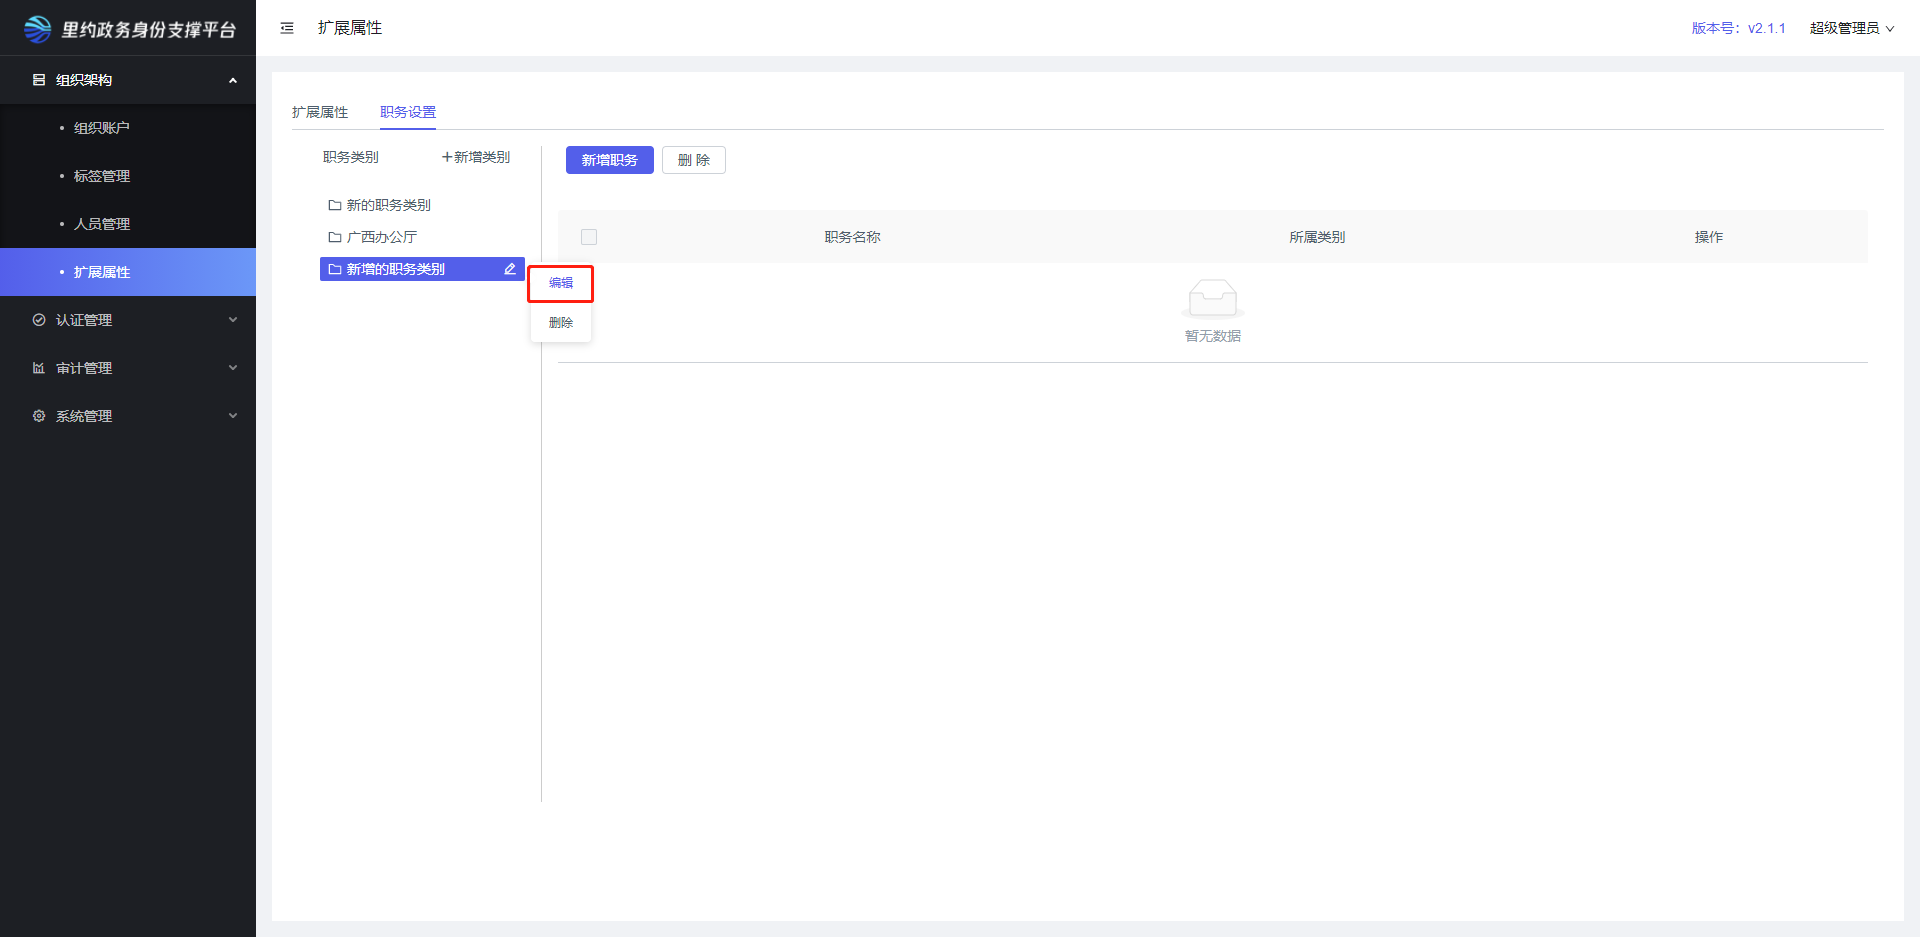 里约政务身份支撑平台
扩展属性
版本号：v2.1.1
超级管理员
组织架构
组织账户
标签管理
人员管理
扩展属性
认证管理
审计管理
系统管理
扩展属性
职务设置
职务类别
新增类别
新的职务类别
广西办公厅
新增的职务类别
编辑
删除
新增职务
删 除
职务名称
所属类别
操作
暂无数据